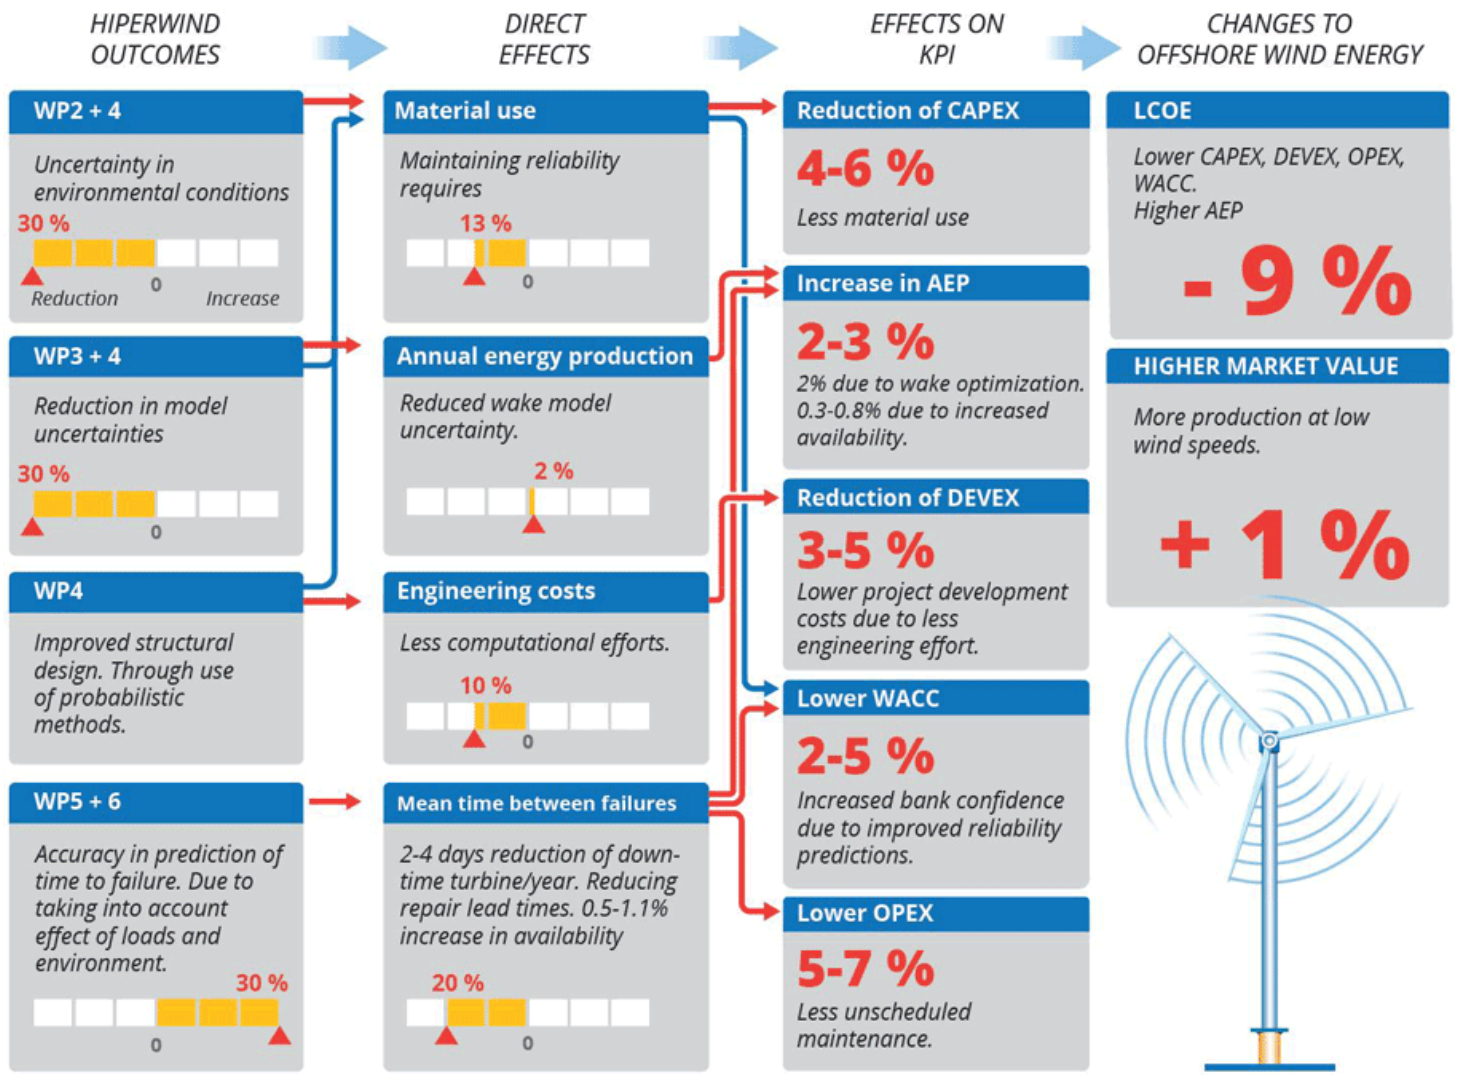 HIPERWIND
OUTCOMES
DIRECT
EFFECTS
EFFECTS ON
KPI
CHANGES TO
OFFSHORE WIND ENERGY
WP2 + 4
Uncertainty in
environmental conditions
30 %
0
Reduction
Increase
WP3 + 4
Reduction in model
uncertainties
30 %
0
WP4
Improved structural
design. Through use
of probabilistic
methods.
WP5 + 6
Accuracy in prediction of
time to failure. Due to
taking into account
effect of loads and
environment.
30 %
0
Material use
Maintaining reliability
requires
13 %
0
Annual energy production
Reduced wake model
uncertainty.
2 %
Engineering costs
Less computational efforts.
10 %
0
Mean time between failures
2-4 days reduction of down-
time turbine/year. Reducing
repair lead times. 0.5-1.1%
increase in availability
20 %
0
Reduction of CAPEX
4-6 %
Less material use
Increase in AEP
2-3 %
2% due to wake optimization.
0.3-0.8% due to increased
availability.
Reduction of DEVEX
3-5 %
Lower project development
costs due to less
engineering effort.
Lower WACC
2-5 %
Increased bank confidence
due to improved reliability
predictions.
Lower OPEX
5-7 %
Less unscheduled
maintenance.
LCOE
Lower CAPEX, DEVEX, OPEX,
WACC.
Higher AEP
- 9 %
HIGHER MARKET VALUE
More production at low
wind speeds.
+ 1 %